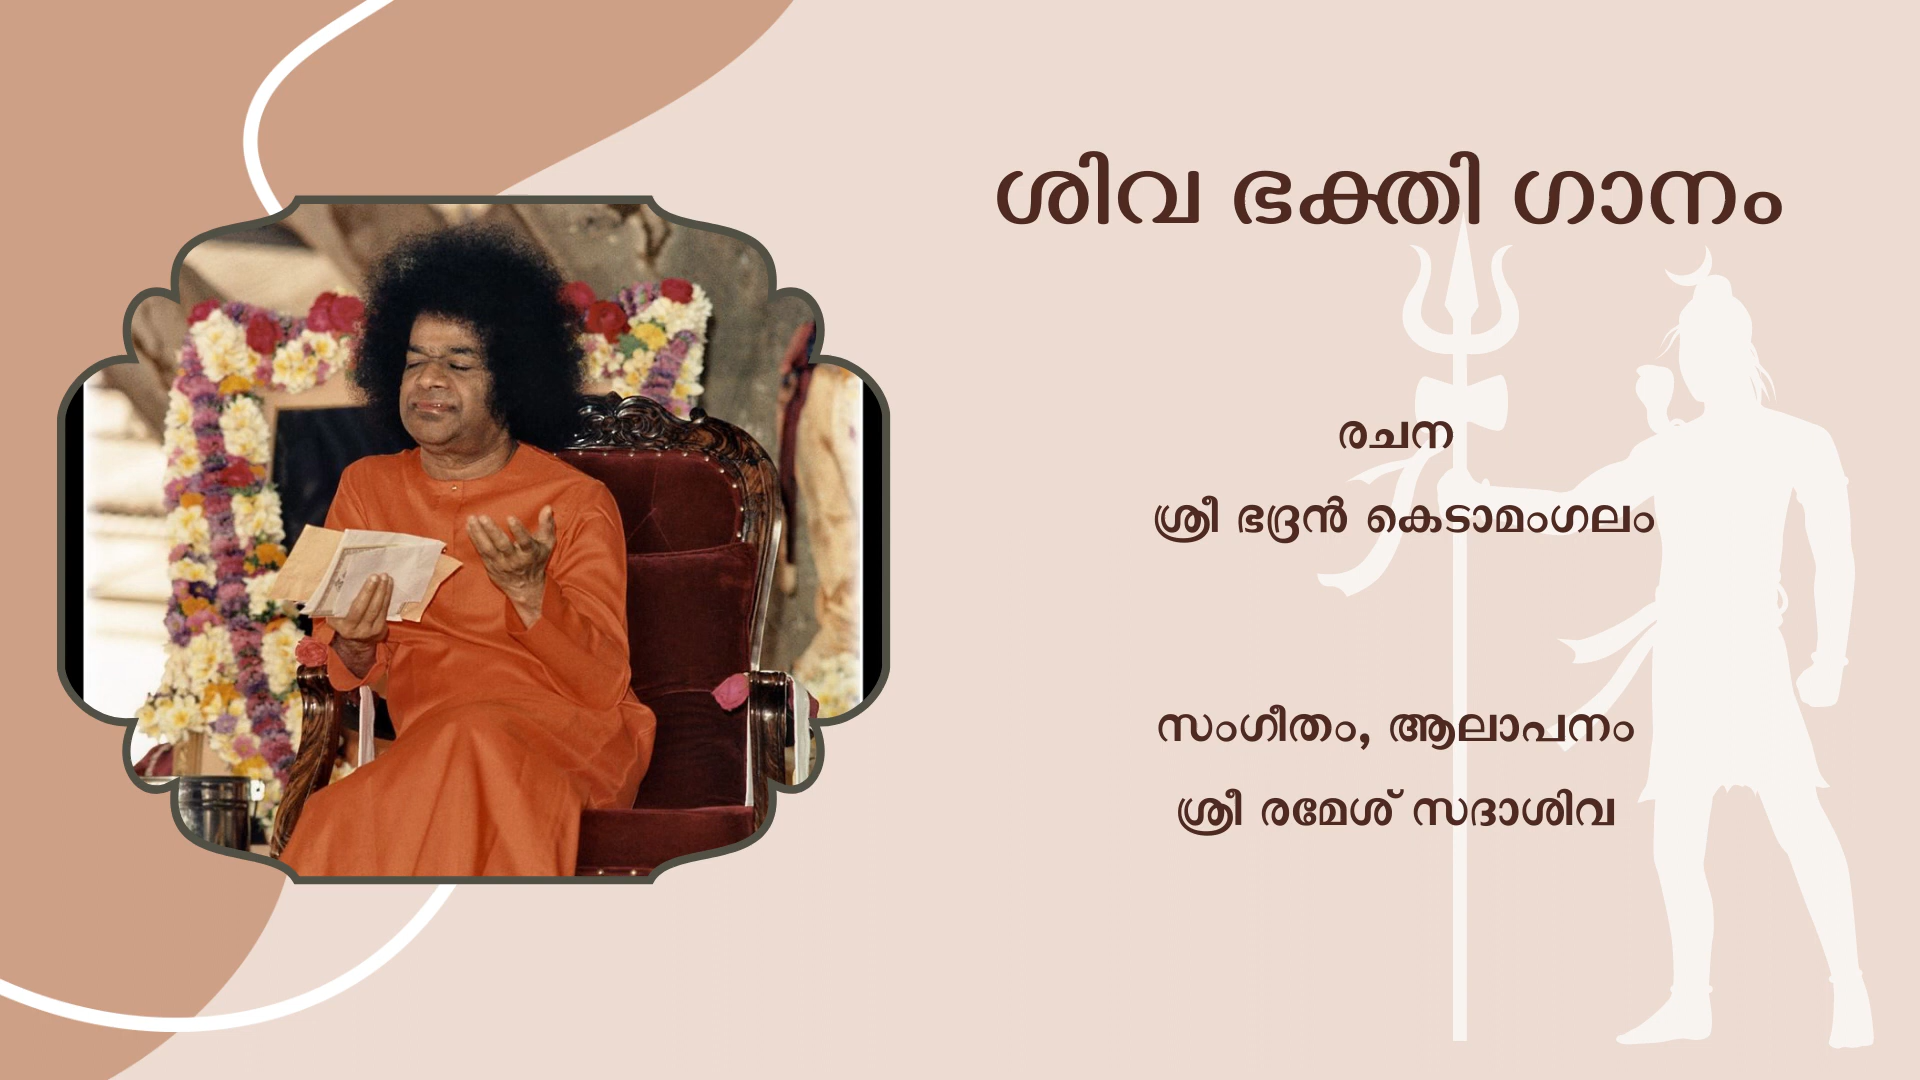 ശിവ ഭക്തി ഗാനം
രചന
ശ്രീ ഭദ്രൻ കെടാമംഗലം
സംഗീതം, ആലാപനം
ശ്രീ രമേശ് സദാശിവ